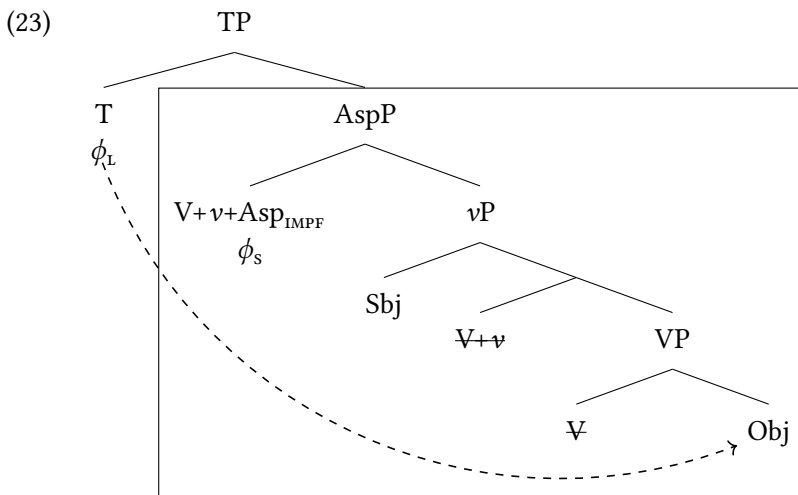 (23) TP
T AspP
ϕL
V+v+AspIMPF vP
ϕS
Sbj
V+v VP
V Obj